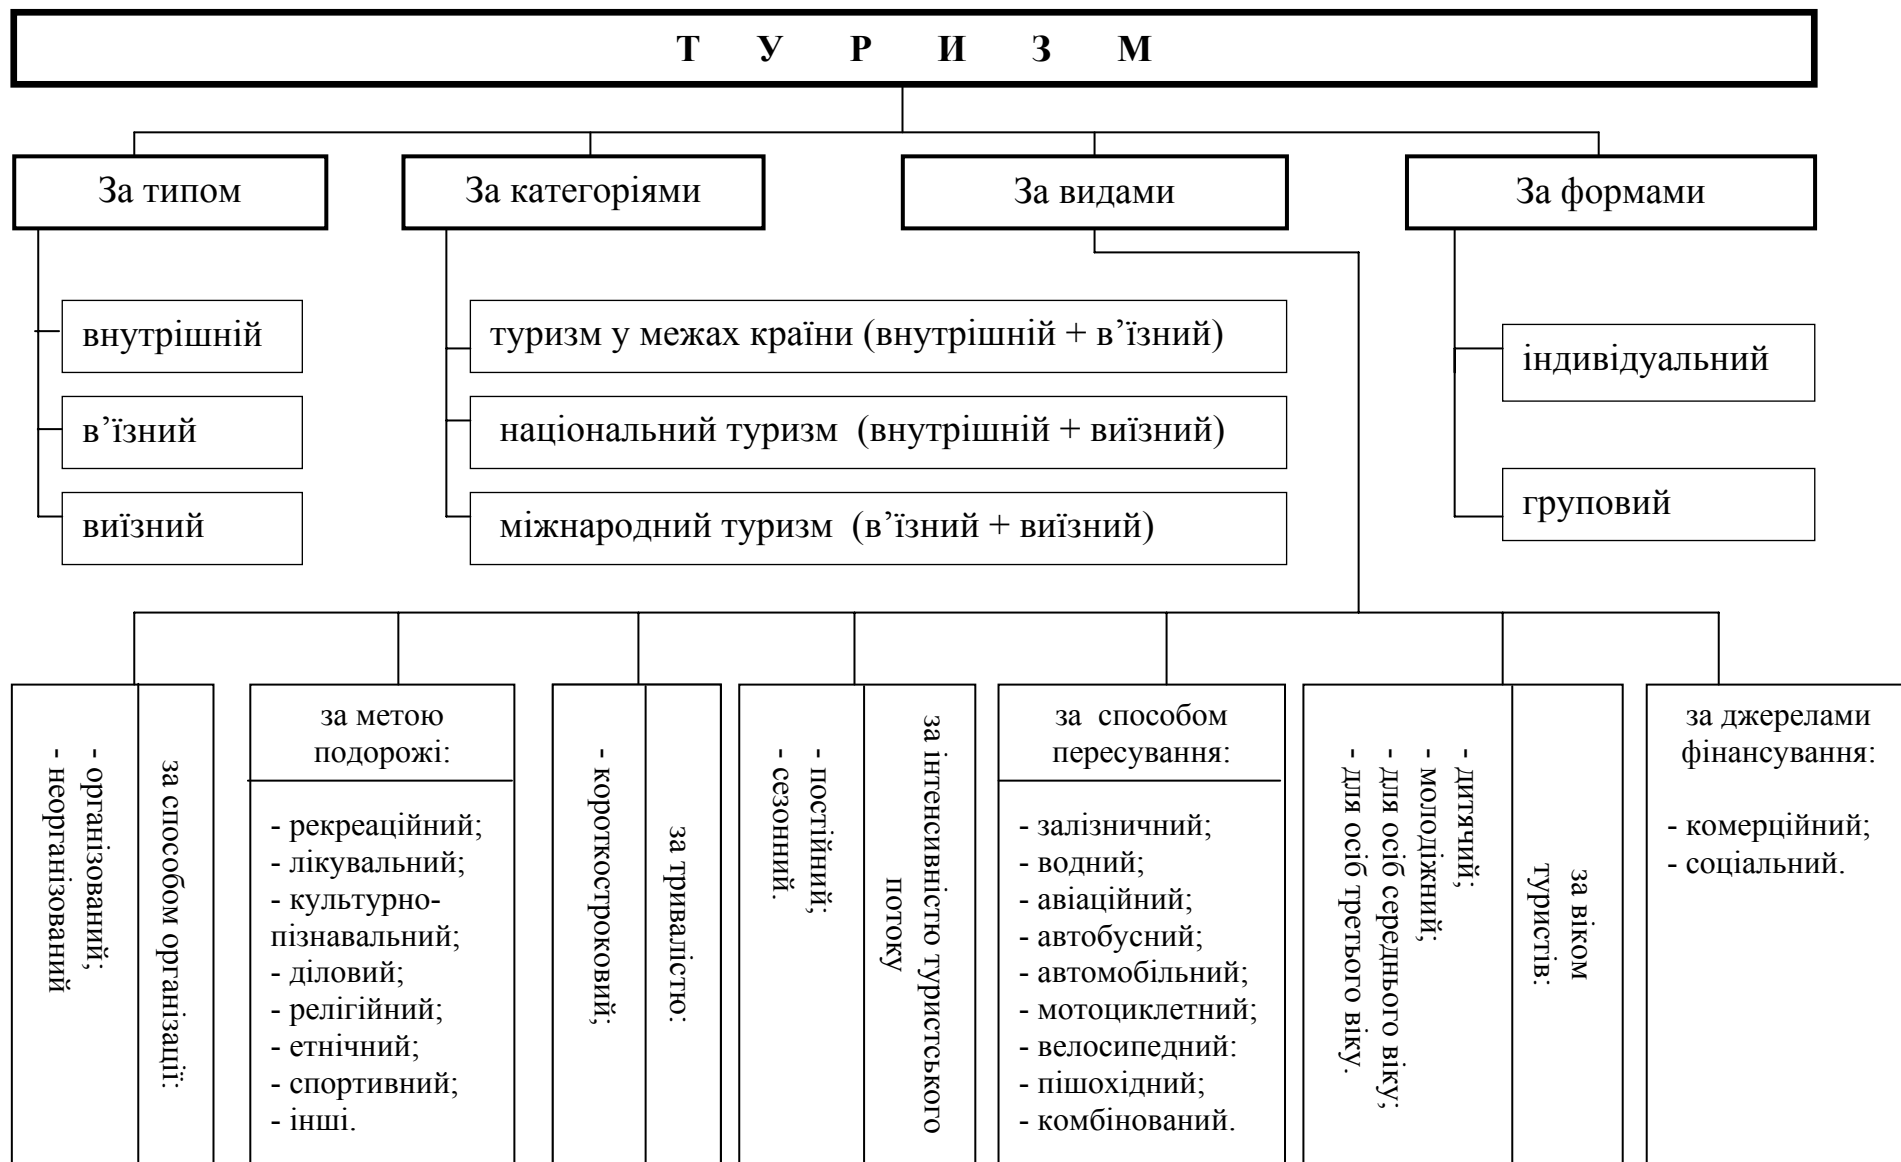 Т У Р И З М
За типом
За категоріями
За видами
За формами
внутрішній
в’їзний
виїзний
туризм у межах країни (внутрішній + в’їзний)
національний туризм (внутрішній + виїзний)
міжнародний туризм (в’їзний + виїзний)
індивідуальний
груповий
за способом організації:
- організований;
- неорганізований
за метою
подорожі:
- рекреаційний;
- лікувальний;
- культурно-
пізнавальний;
- діловий;
- релігійний;
- етнічний;
- спортивний;
- інші.
за тривалістю:
- короткостроковий;
за інтенсивністю туристського
потоку
- постійний;
- сезонний.
за способом
пересування:
- залізничний;
- водний;
- авіаційний;
- автобусний;
- автомобільний;
- мотоциклетний;
- велосипедний:
- пішохідний;
- комбінований.
за віком
туристів:
- дитячий;
- молодіжний;
- для осіб середнього віку;
- для осіб третього віку.
за джерелами
фінансування:
- комерційний;
- соціальний.